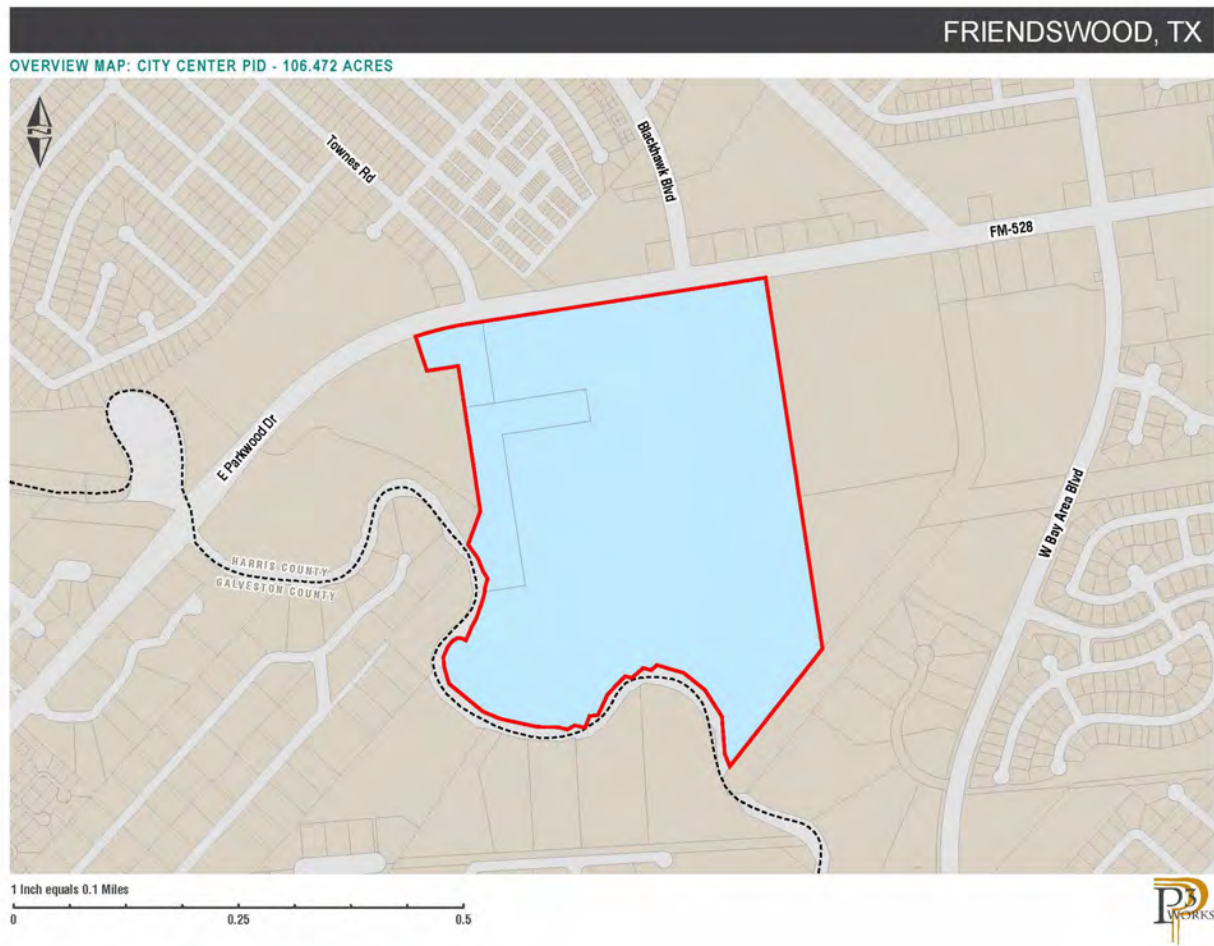 FRIENDSWOOD, TX
OVERVIEW MAP: CITY CENTER PID - 106.472 ACRES
N
Townes Rd
Blackhawk Blvd
FM-528
E Parkwood Dr
W Bay Area Blvd
HARRIS COUNTY
GALVESTON COUNTY
1 Inch equals 0.1 Miles
0 0.25 0.5
P3
WORKS